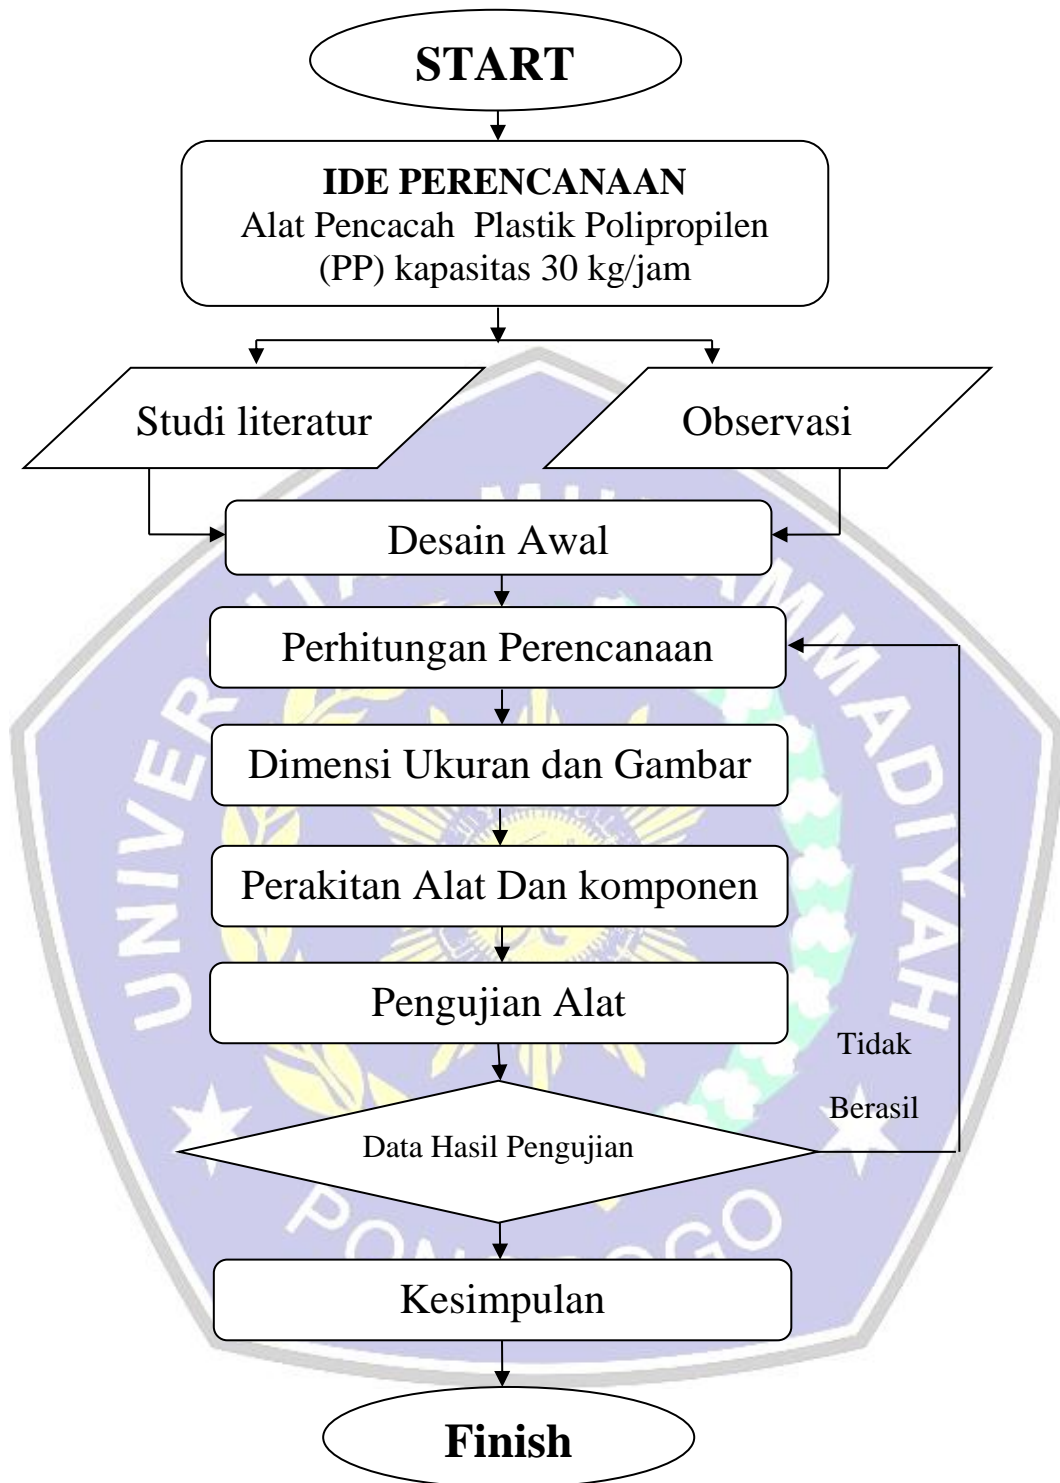 START
IDE PERENCANAAN
Alat Pencacah Plastik Polipropilen
(PP) kapasitas 30 kg/jam
Studi literatur
Observasi
Desain Awal
Perhitungan Perencanaan
Dimensi Ukuran dan Gambar
Perakitan Alat Dan komponen
Pengujian Alat
Tidak
Berasil
Data Hasil Pengujian
Kesimpulan
Finish